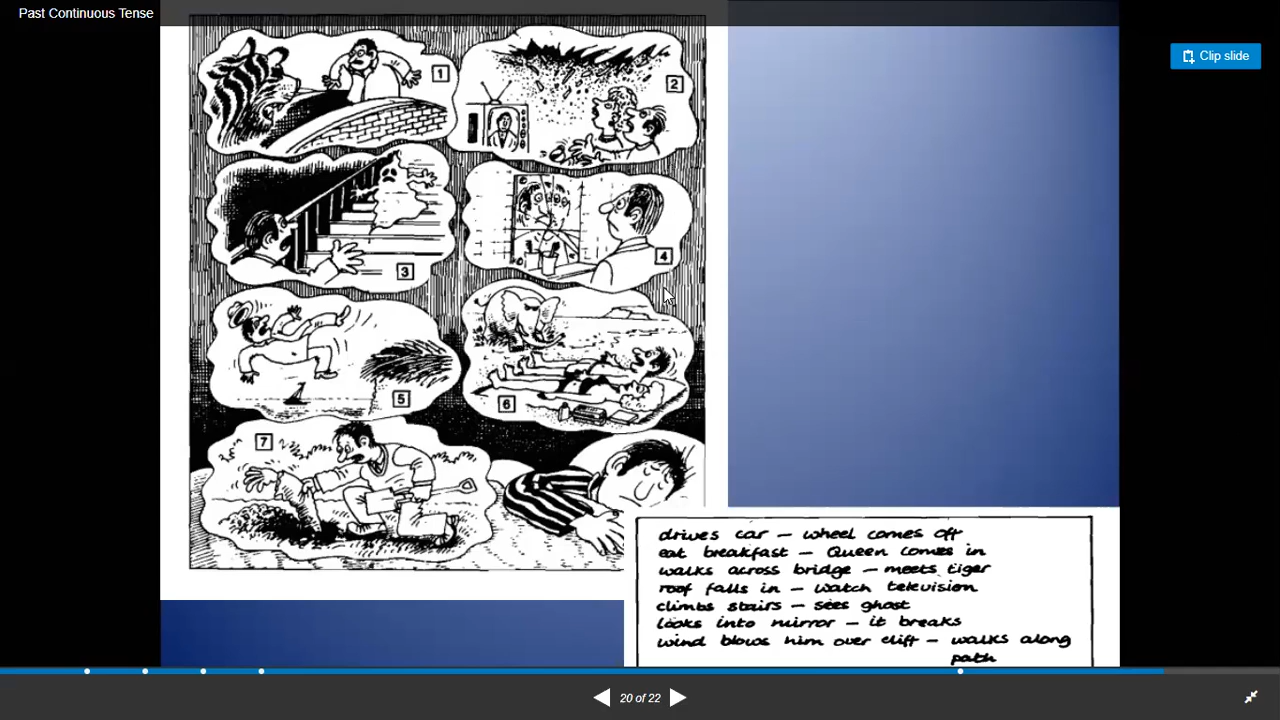 Past Continuous Tense
Clip slide
1
2
3
4
5
6
7
drives car – wheel comes off
eat breakfast – Queen comes in
walks across bridge – meets tiger
roof falls in – watch television
climbs stairs – sees ghost
looks into mirror – it breaks
wind blows him over cliff – walks along
path
20 of 22